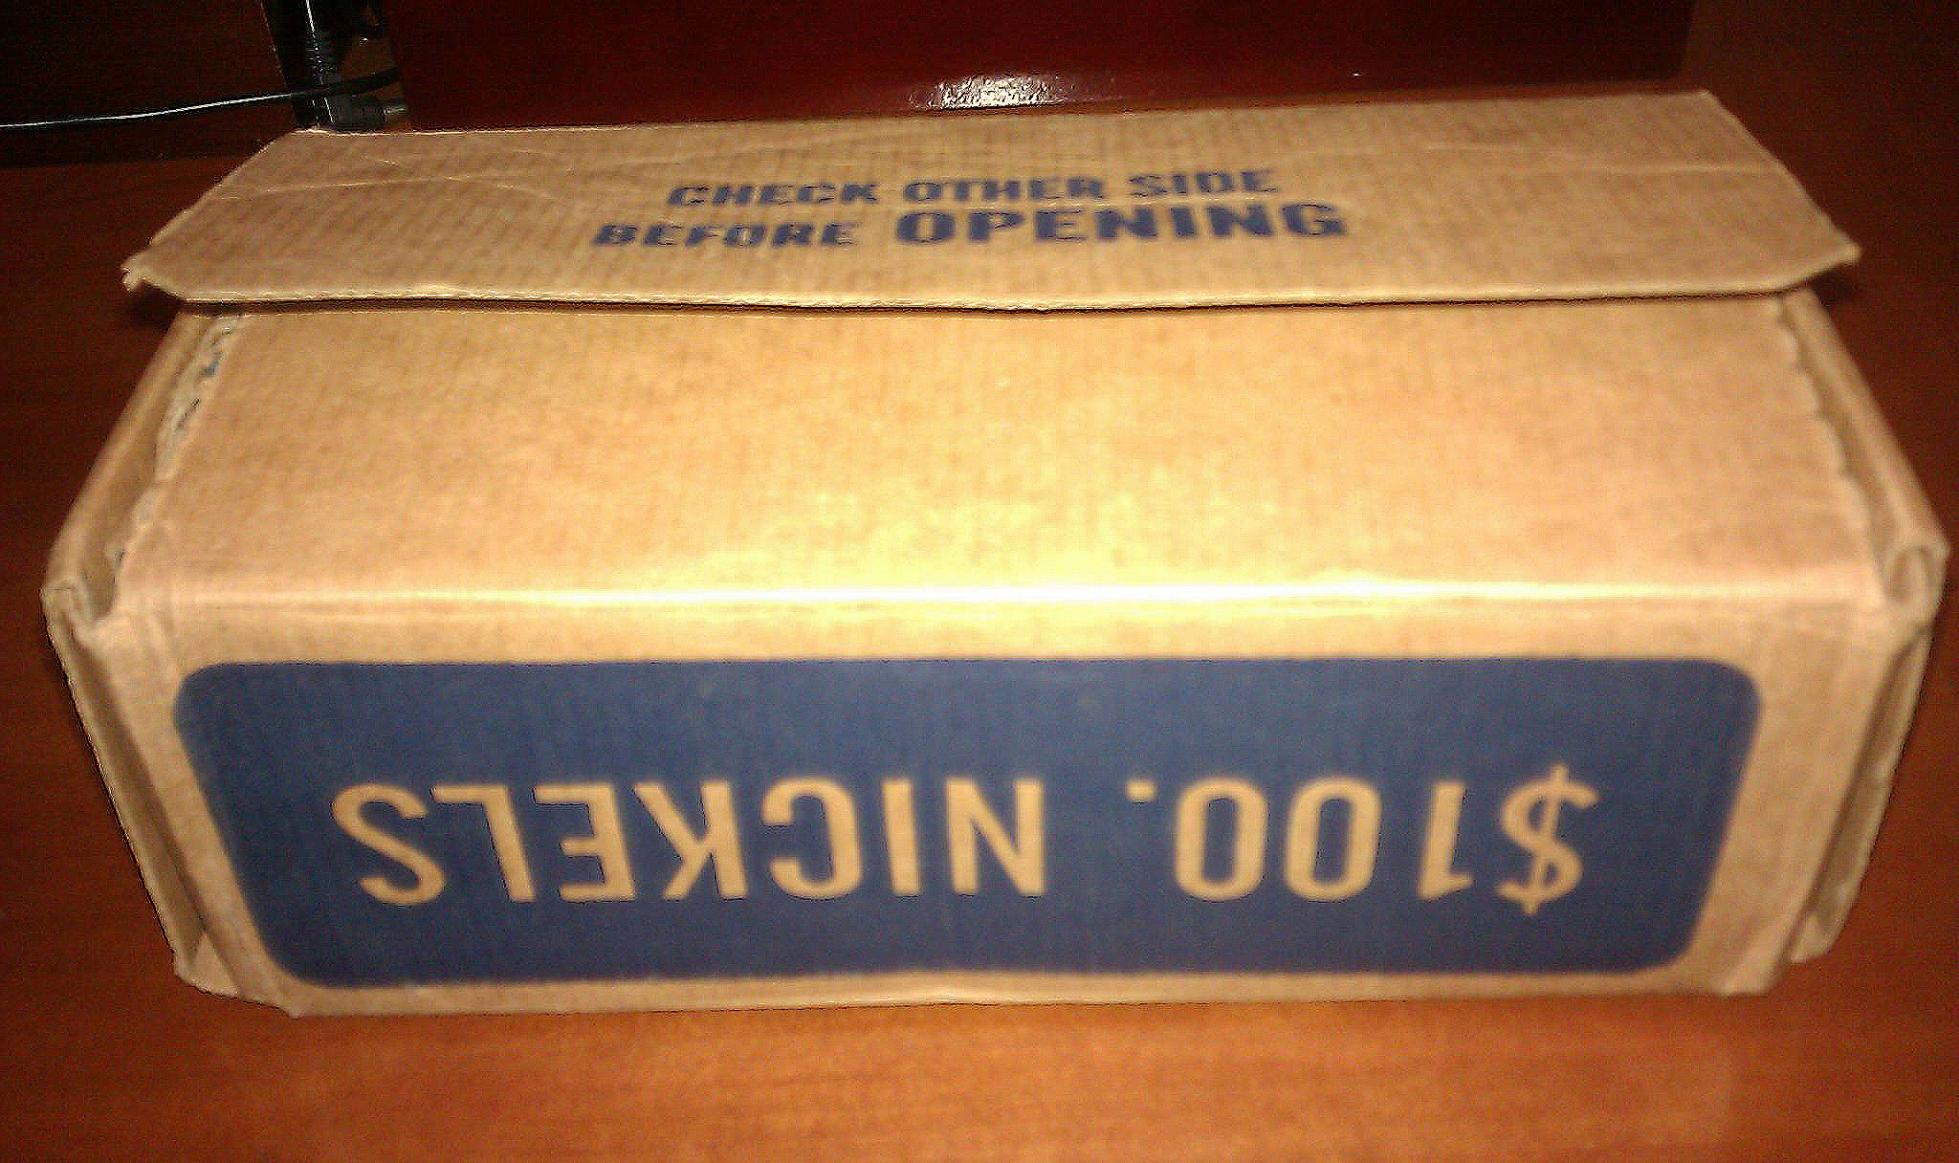 CHECK OTHER SIDE
BEFORE OPENING
$100. NICKELS